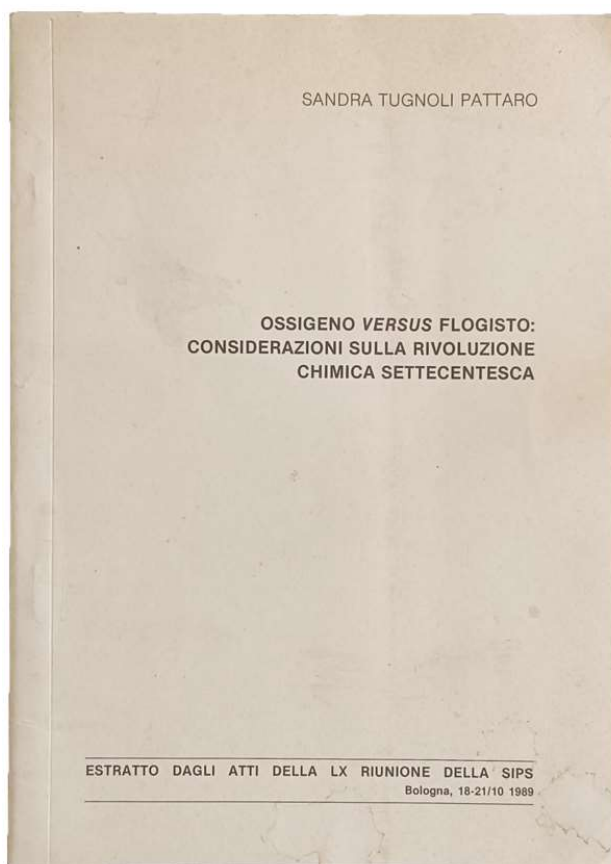 SANDRA TUGNOLI PATTARO
OSSIGENO VERSUS FLOGISTO:
CONSIDERAZIONI SULLA RIVOLUZIONE
CHIMICA SETTECENTESCA
ESTRATTO DAGLI ATTI DELLA LX RIUNIONE DELLA SIPS
Bologna, 18-21/10 1989